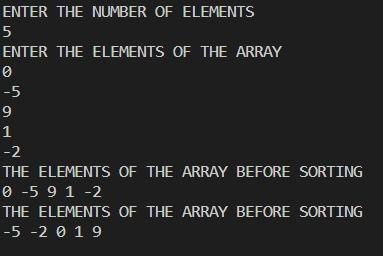 ENTER THE NUMBER OF ELEMENTS
5
ENTER THE ELEMENTS OF THE ARRAY
0
-5
9
1
-2
THE ELEMENTS OF THE ARRAY BEFORE SORTING
0 -5 9 1 -2
THE ELEMENTS OF THE ARRAY BEFORE SORTING
-5 -2 0 1 9